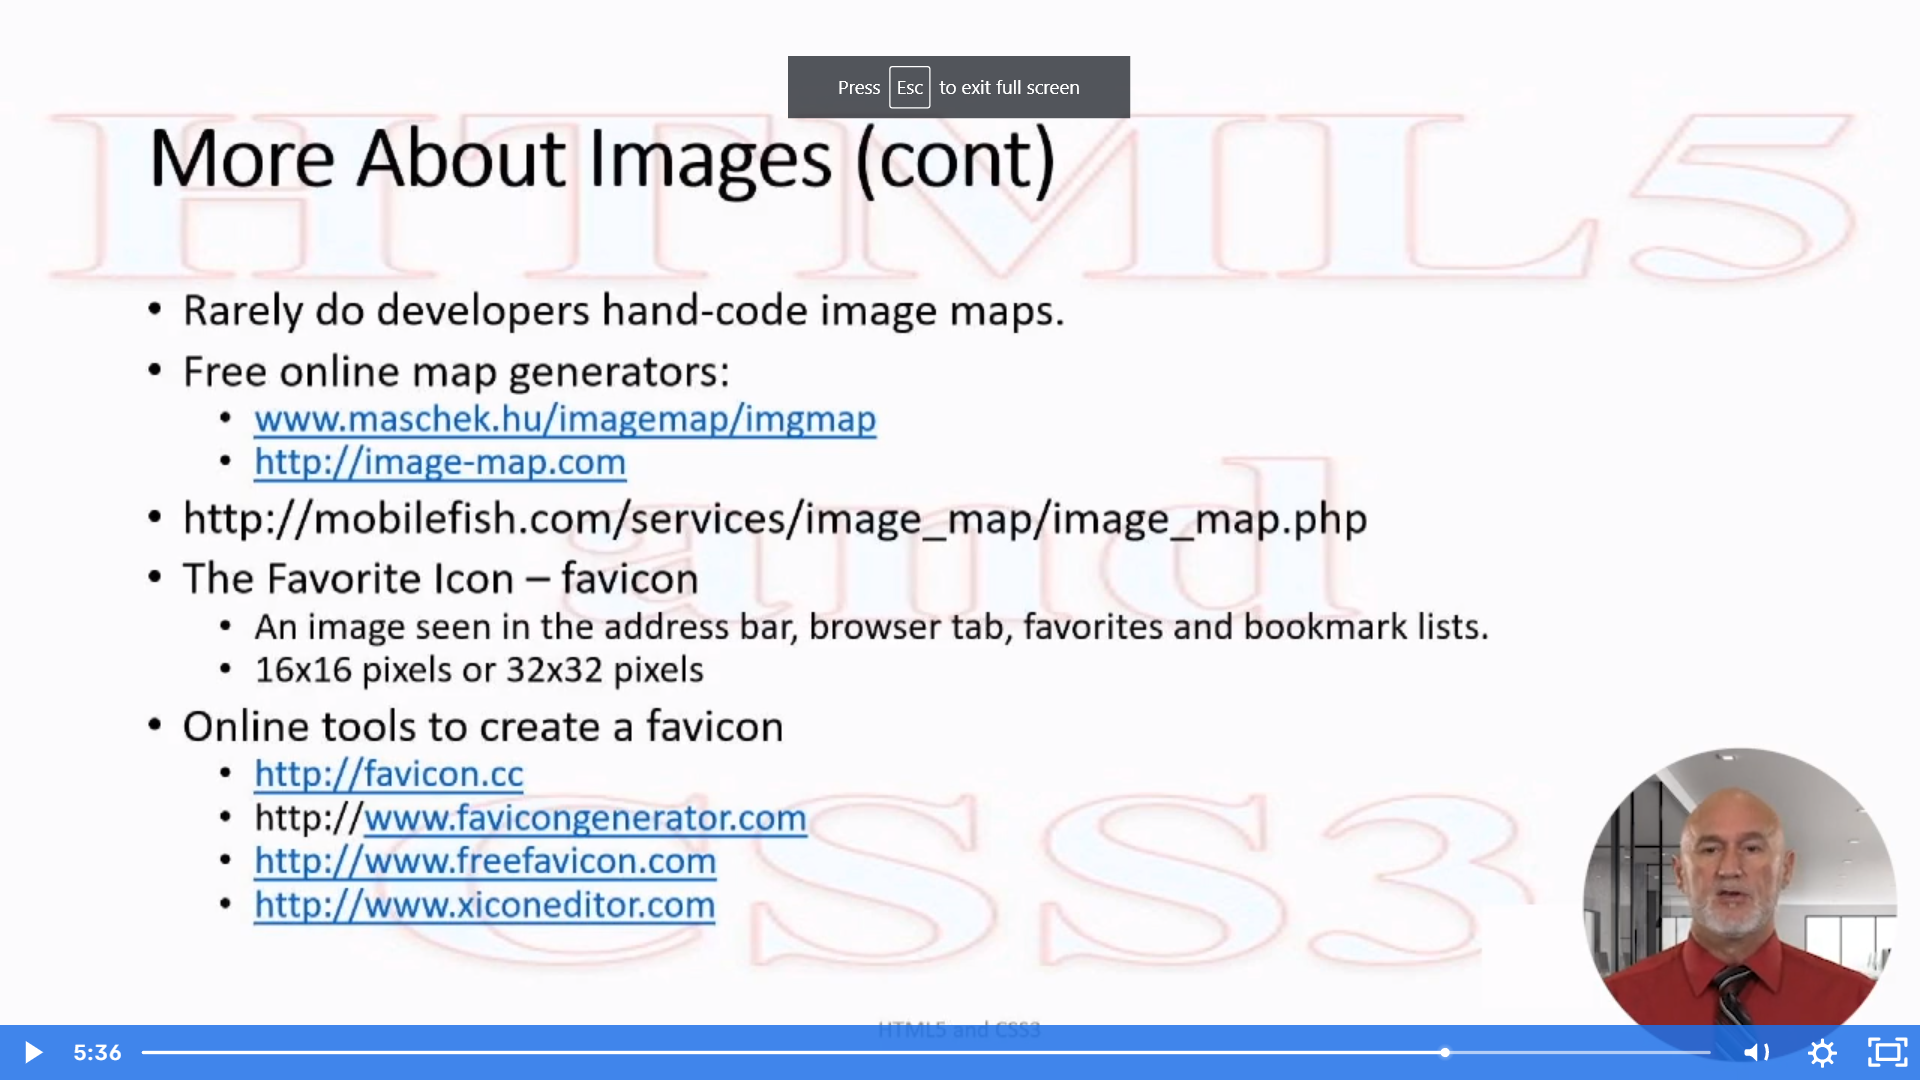 Press Esc to exit full screen
HTML5
More About Images (cont)
• Rarely do developers hand-code image maps.
• Free online map generators:
• www.maschek.hu/imagemap/imgmap
• http://image-map.com
• http://mobilefish.com/services/image_map/image_map.php
and
• The Favorite Icon – favicon
• An image seen in the address bar, browser tab, favorites and bookmark lists.
• 16x16 pixels or 32x32 pixels
• Online tools to create a favicon
• http://favicon.cc
• http://www.favicongenerator.com
• http://www.freefavicon.com
• http://www.xiconeditor.com
CSS3
HTML5 and CSS3
5:36